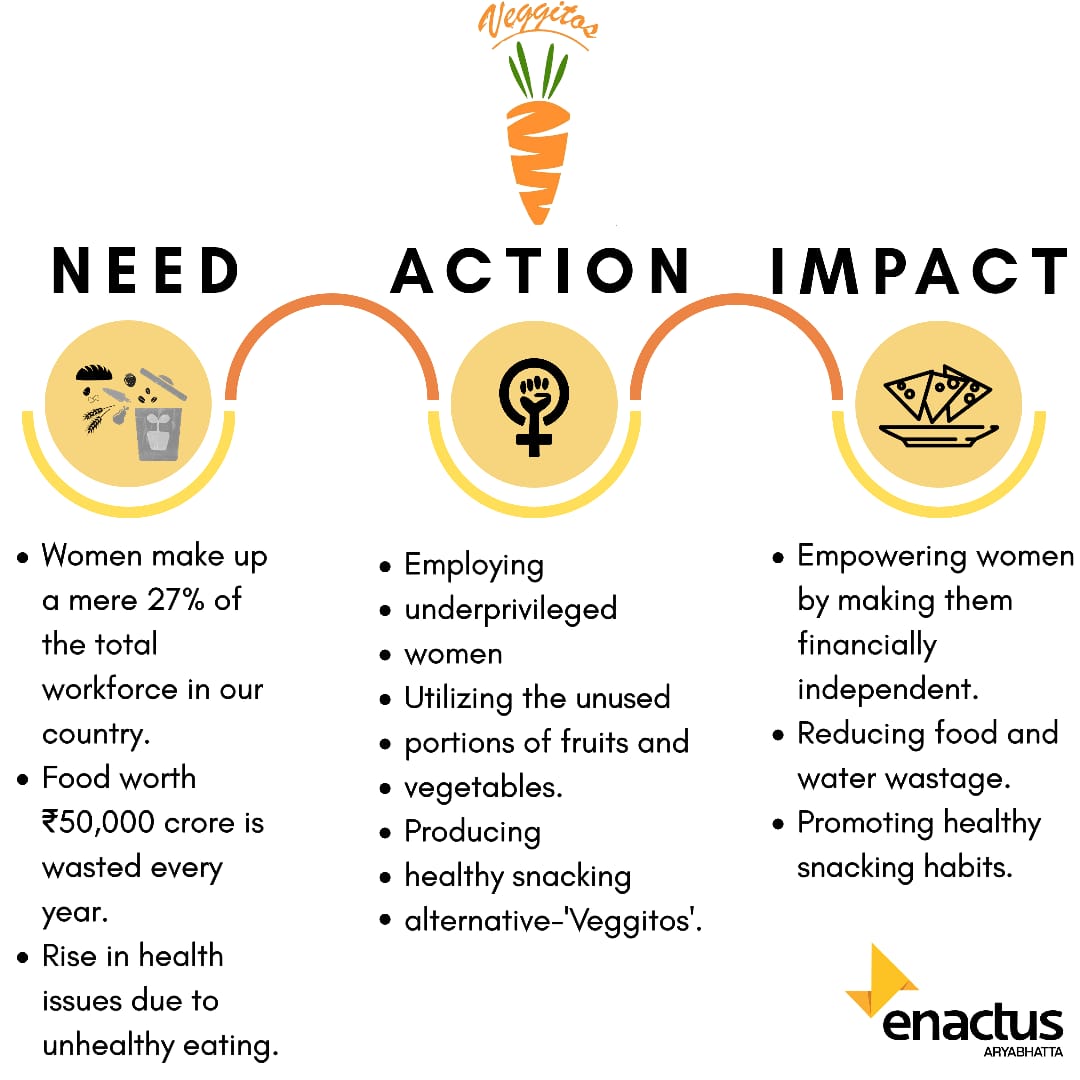 Veggitos
NEED
• Women make up
a mere 27% of
the total
workforce in our
country.
• Food worth
₹50,000 crore is
wasted every
year.
• Rise in health
issues due to
unhealthy eating.
ACTION
• Employing
• underprivileged
• women
• Utilizing the unused
• portions of fruits and
• vegetables.
• Producing
• healthy snacking
• alternative-'Veggitos'.
IMPACT
• Empowering women
by making them
financially
independent.
• Reducing food and
water wastage.
• Promoting healthy
snacking habits.
enactus
ARYABHATTA